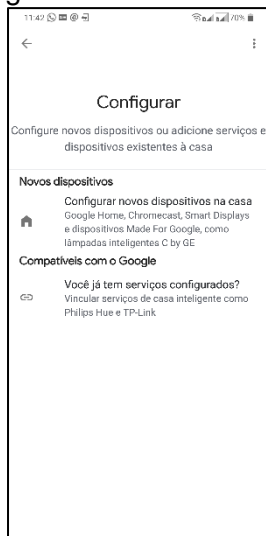 11:42 70%
Configurar
Configure novos dispositivos ou adicione serviços e
dispositivos existentes à casa
Novos dispositivos
Configurar novos dispositivos na casa
Google Home, Chromecast, Smart Displays
e dispositivos Made For Google, como
lâmpadas inteligentes C by GE
Compatíveis com o Google
Você já tem serviços configurados?
Vincular serviços de casa inteligente como
Philips Hue e TP-Link